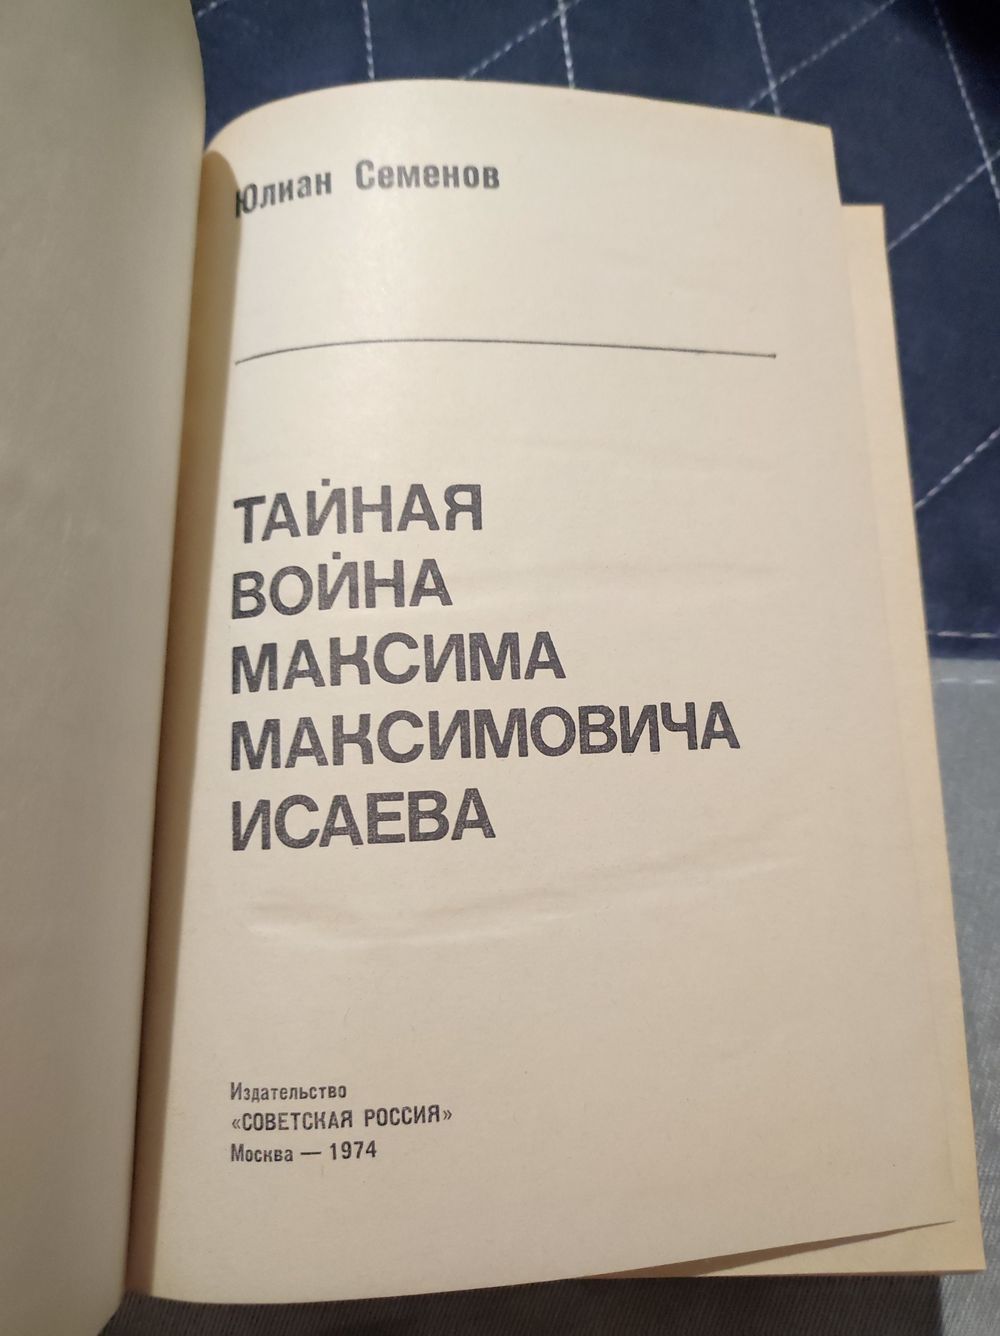 Юлиан Семенов
ТАЙНАЯ
ВОЙНА
МАКСИМА
МАКСИМОВИЧА
ИСАЕВА
Издательство
«СОВЕТСКАЯ РОССИЯ»
Москва — 1974